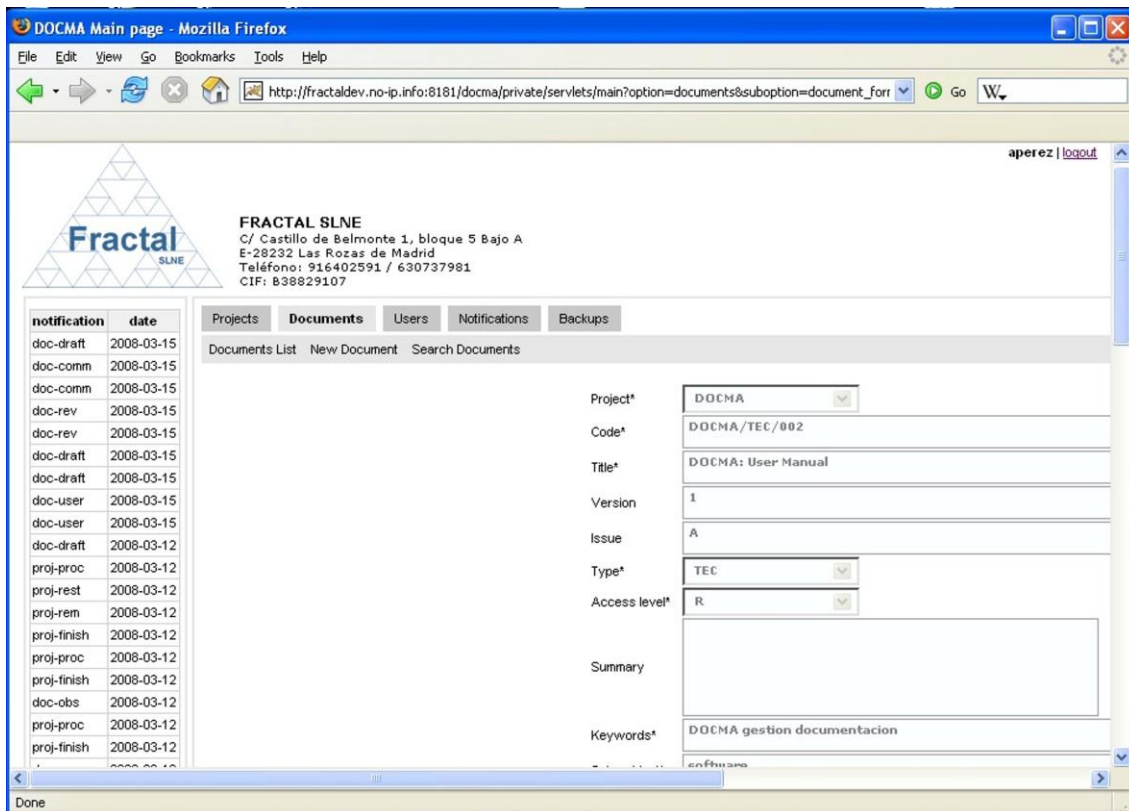 DOCMA Main page - Mozilla Firefox
File Edit View Go Bookmarks Tools Help
http://fractaldev.no-ip.info:8181/docma/private/servlets/main?option=documents&suboption=document_forr Go W
aperez | logout
Fractal
SLNE
FRACTAL SLNE
C/ Castillo de Belmonte 1, bloque 5 Bajo A
E-28232 Las Rozas de Madrid
Teléfono: 916402591 / 630737981
CIF: B38829107
notification date
doc-draft 2008-03-15
doc-comm 2008-03-15
doc-comm 2008-03-15
doc-rev 2008-03-15
doc-rev 2008-03-15
doc-draft 2008-03-15
doc-draft 2008-03-15
doc-user 2008-03-15
doc-user 2008-03-15
doc-draft 2008-03-12
proj-proc 2008-03-12
proj-rest 2008-03-12
proj-rem 2008-03-12
proj-finish 2008-03-12
proj-proc 2008-03-12
proj-finish 2008-03-12
doc-obs 2008-03-12
proj-proc 2008-03-12
proj-finish 2008-03-12
Projects Documents Users Notifications Backups
Documents List New Document Search Documents
Project* DOCMA
Code* DOCMA/TEC/002
Title* DOCMA: User Manual
Version 1
Issue A
Type* TEC
Access level* R
Summary
Keywords* DOCMA gestion documentacion
software
Done